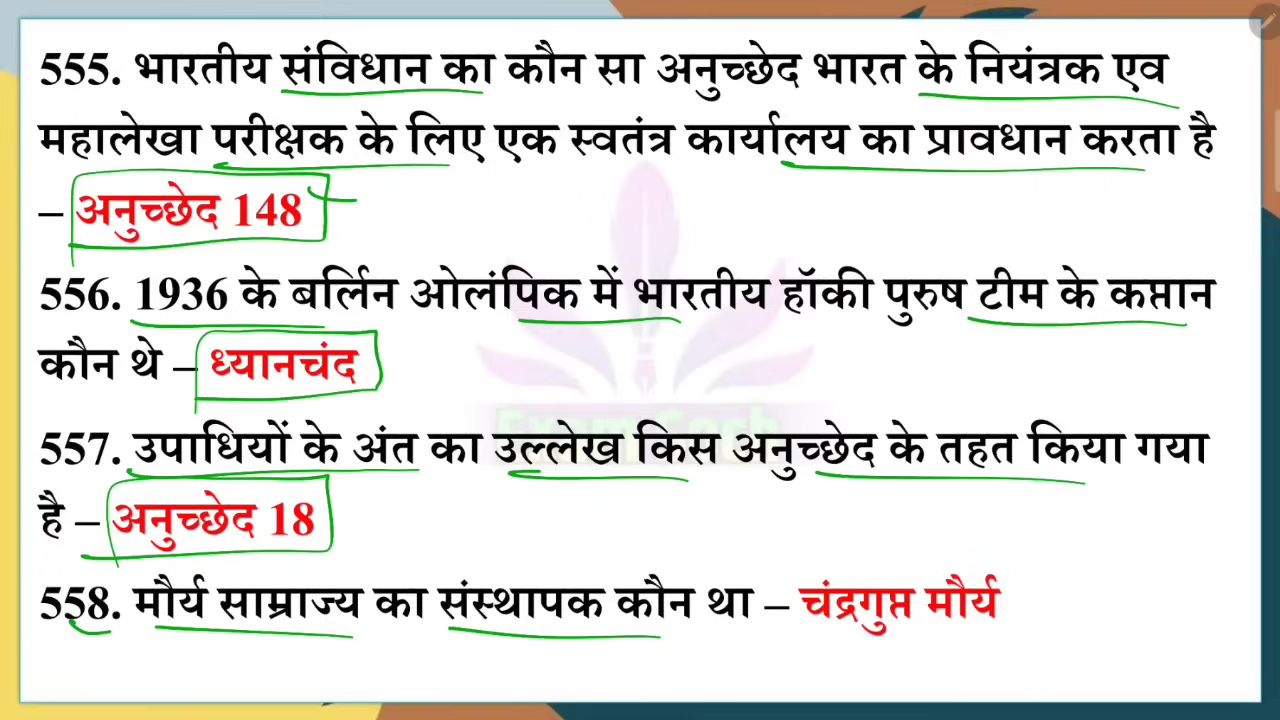 555. भारतीय संविधान का कौन सा अनुच्छेद भारत के नियंत्रक एव
महालेखा परीक्षक के लिए एक स्वतंत्र कार्यालय का प्रावधान करता है
– अनुच्छेद 148
556. 1936 के बर्लिन ओलंपिक में भारतीय हॉकी पुरुष टीम के कप्तान
कौन थे – ध्यानचंद
557. उपाधियों के अंत का उल्लेख किस अनुच्छेद के तहत किया गया
है – अनुच्छेद 18
558. मौर्य साम्राज्य का संस्थापक कौन था – चंद्रगुप्त मौर्य